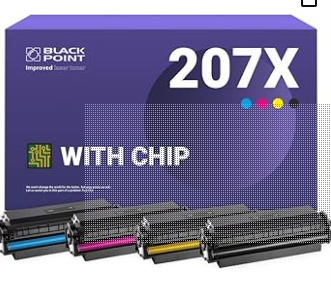 BLACK
POINT
Improved laser toner
207X
WITH CHIP